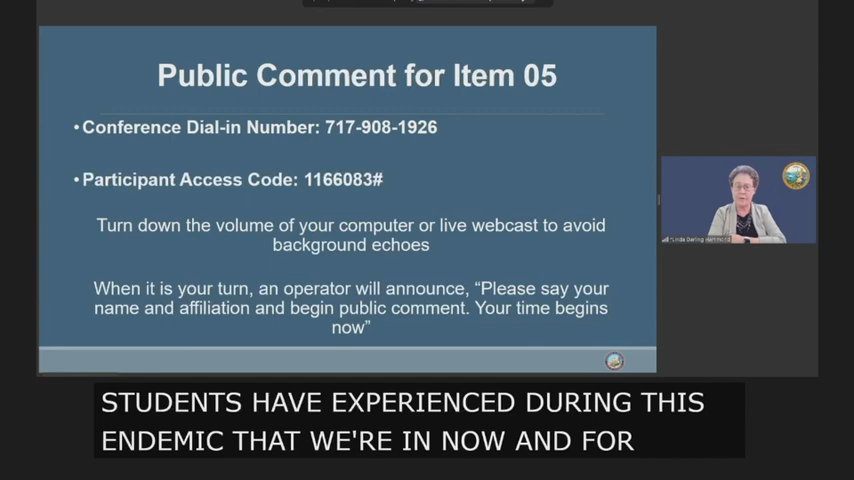 Public Comment for Item 05
• Conference Dial-in Number: 717-908-1926
• Participant Access Code: 1166083#
Turn down the volume of your computer or live webcast to avoid
background echoes
When it is your turn, an operator will announce, “Please say your
name and affiliation and begin public comment. Your time begins
now”
Linda Darling Hammond
STUDENTS HAVE EXPERIENCED DURING THIS
ENDEMIC THAT WE'RE IN NOW AND FOR